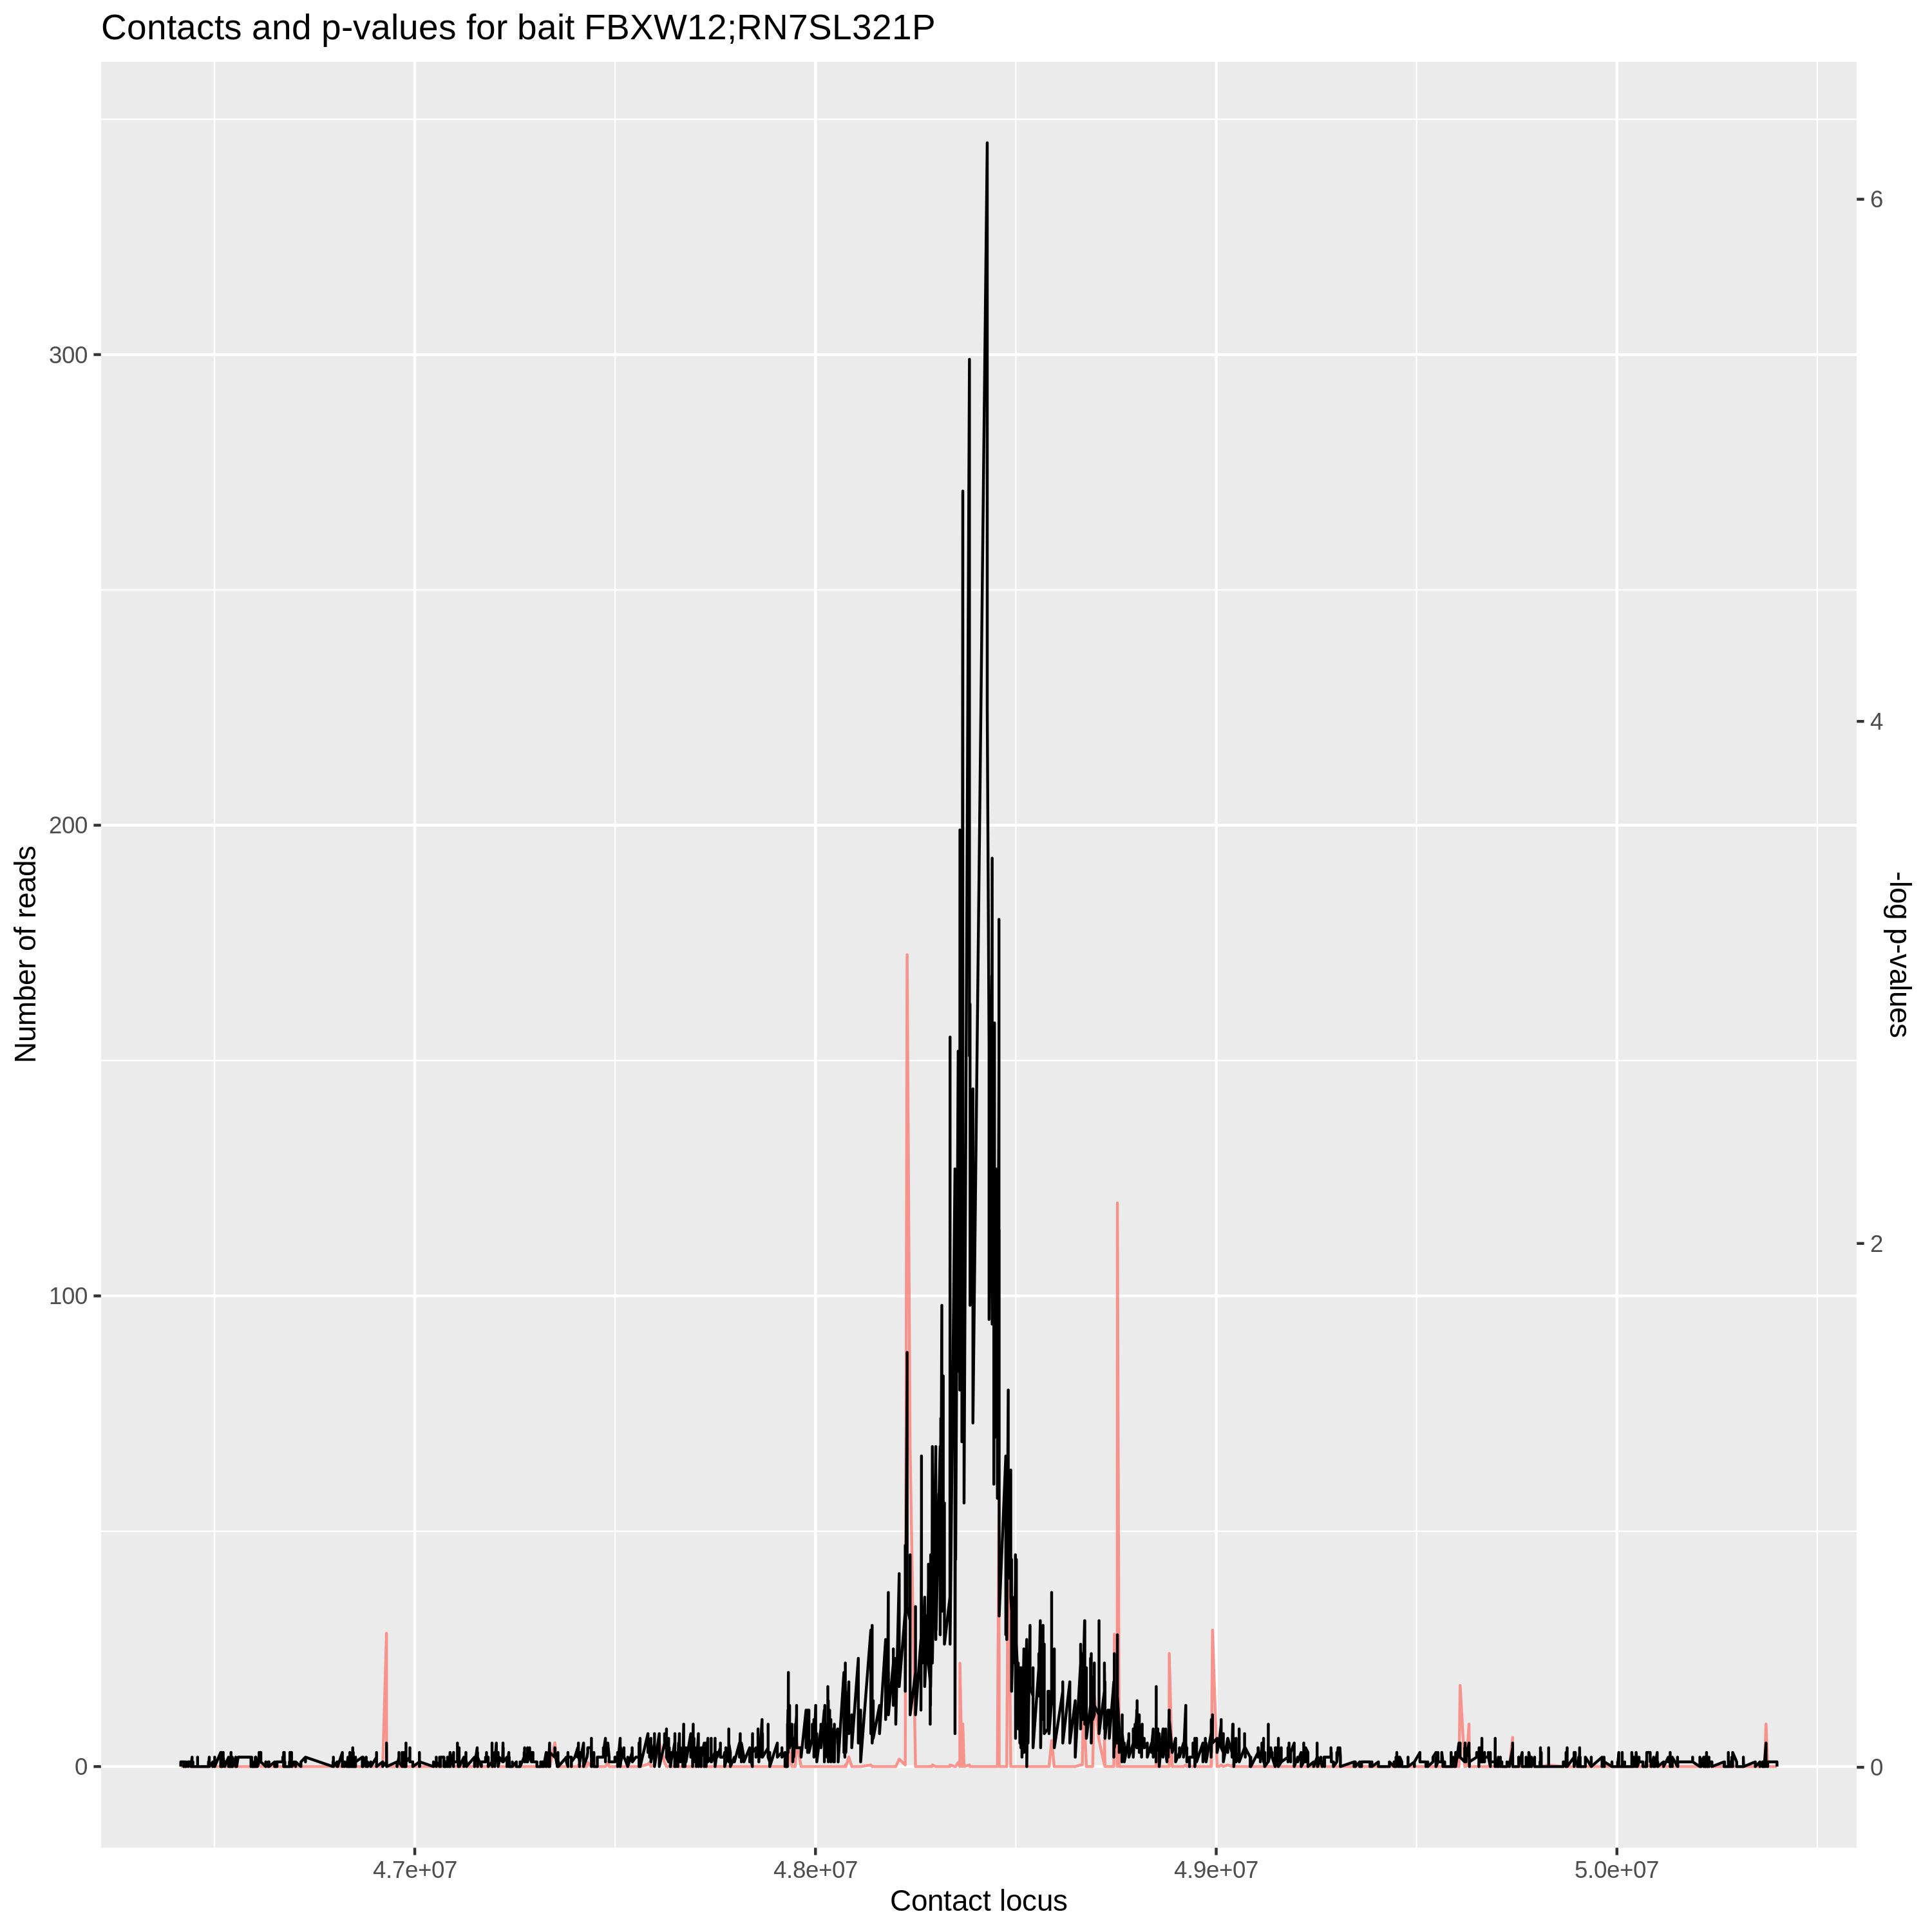 Contacts and p-values for bait FBXW12;RN7SL321P
Number of reads
300
200
100
0
6
4
2
0
-log p-values
4.7e+07
4.8e+07
4.9e+07
5.0e+07
Contact locus